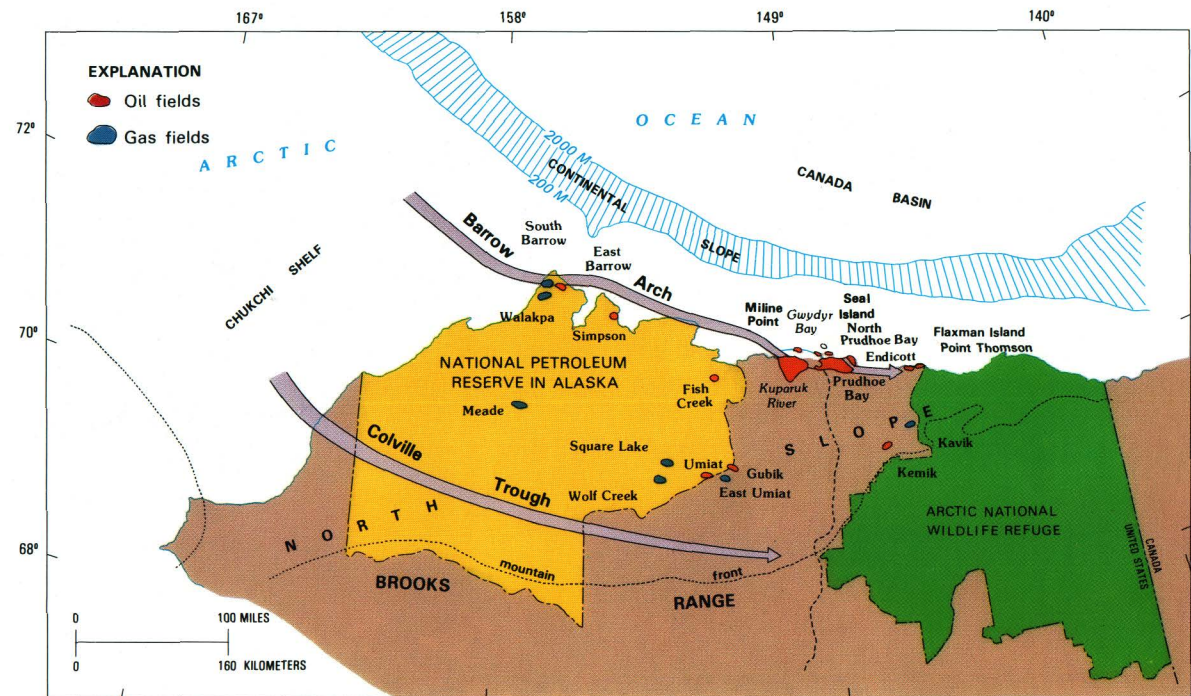 167°
158°
149°
140°
EXPLANATION
Oil fields
Gas fields
72°
70°
68°
ARCTIC
OCEAN
2000 M
200 M
CONTINENTAL
SLOPE
CANADA
BASIN
CHUKCHI SHELF
Barrow
Arch
South
Barrow
East
Barrow
Walakpa
Simpson
Miline
Point
Gwydyr
Bay
Seal
Island
North
Prudhoe Bay
Endicott
Flaxman Island
Point Thomson
NATIONAL PETROLEUM
RESERVE IN ALASKA
Fish
Creek
Kuparuk
River
Prudhoe
Bay
Meade
Colville
Trough
Square Lake
Umiat
Gubik
Wolf Creek
East Umiat
Kavik
Kemik
NORTH
SLOPE
ARCTIC NATIONAL
WILDLIFE REFUGE
CANADA
UNITED STATES
mountain
front
BROOKS
RANGE
0
100 MILES
0
160 KILOMETERS